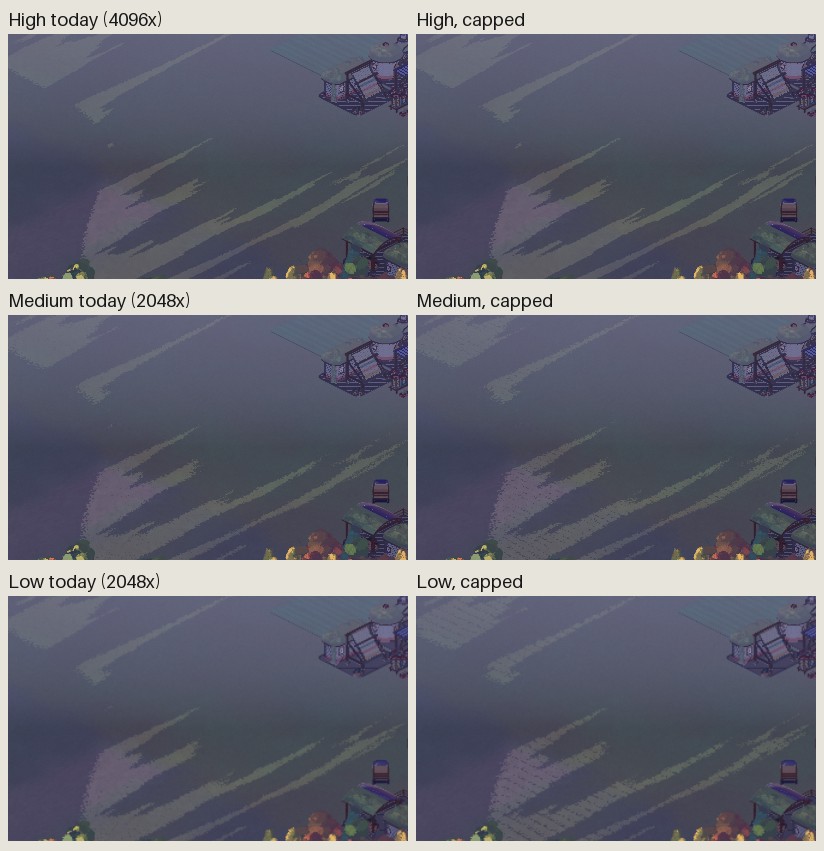 High today (4096x)
High, capped
Medium today (2048x)
Medium, capped
Low today (2048x)
Low, capped